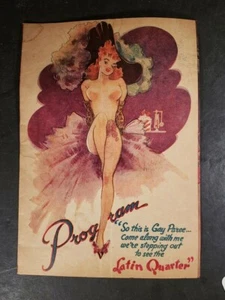 Program
"So this is Gay Paree...
Come along with me
we're stepping out
to see the
Latin Quarter"